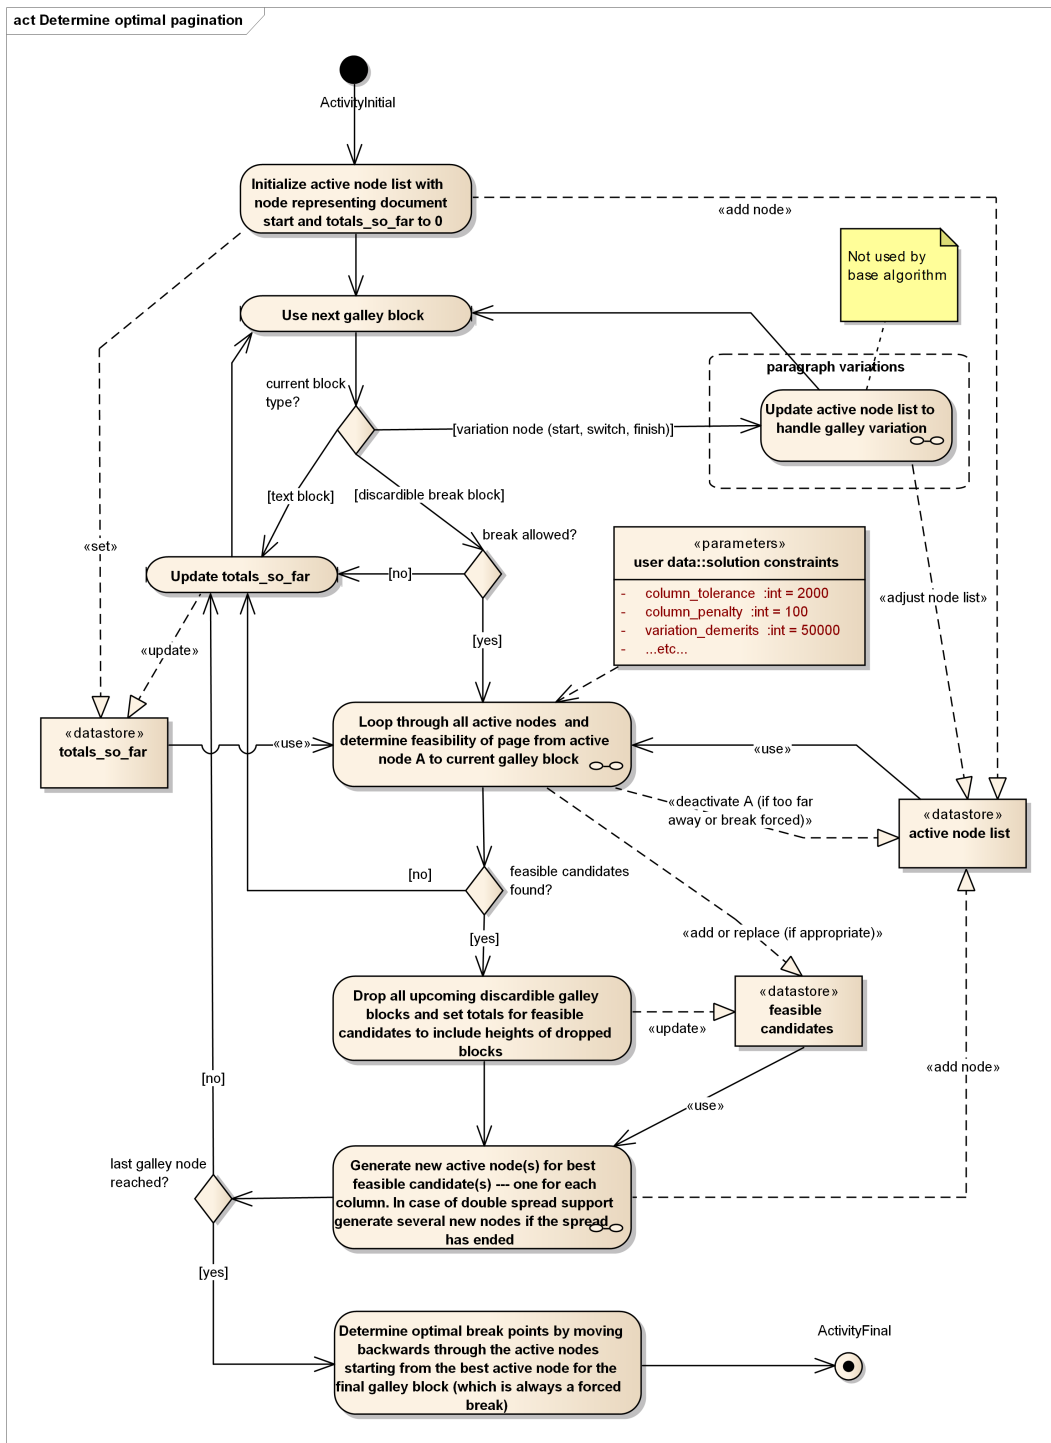 act Determine optimal pagination
ActivityInitial
Initialize active node list with
node representing document
start and totals_so_far to 0
«add node»
Not used by
base algorithm
Use next galley block
paragraph variations
current block
type?
Update active node list to
handle galley variation
[variation node (start, switch, finish)]
[text block]
[discardible break block]
break allowed?
«set»
«parameters»
user data::solution constraints
- column_tolerance :int = 2000
- column_penalty :int = 100
- variation_demerits :int = 50000
- ...etc...
Update totals_so_far
[no]
«adjust node list»
[yes]
«update»
«datastore»
totals_so_far
«use»
Loop through all active nodes and
determine feasibility of page from active
node A to current galley block
«use»
«deactivate A (if too far
away or break forced)»
«datastore»
active node list
[no]
feasible candidates
found?
[yes]
«add or replace (if appropriate)»
Drop all upcoming discardible galley
blocks and set totals for feasible
candidates to include heights of dropped
blocks
«update»
«datastore»
feasible
candidates
[no]
«add node»
«use»
last galley node
reached?
Generate new active node(s) for best
feasible candidate(s) --- one for each
column. In case of double spread support
generate several new nodes if the spread
has ended
[yes]
Determine optimal break points by moving
backwards through the active nodes
starting from the best active node for the
final galley block (which is always a forced
break)
ActivityFinal